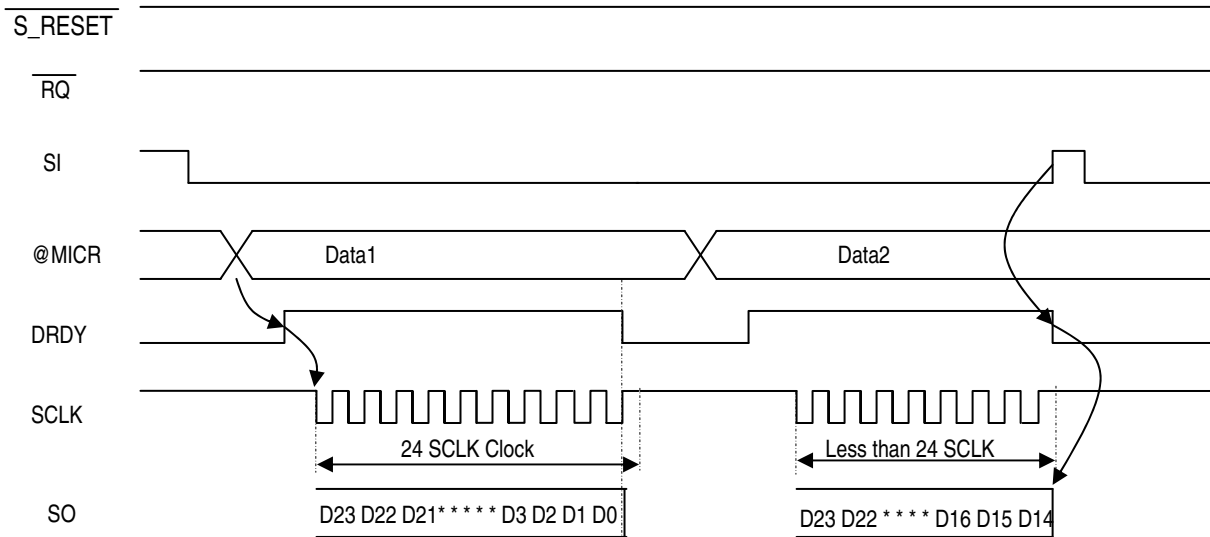 S_RESET
RQ
SI
@MICR
Data1
Data2
DRDY
SCLK
24 SCLK Clock
Less than 24 SCLK
SO
D23 D22 D21* * * * * D3 D2 D1 D0
D23 D22 * * * * D16 D15 D14